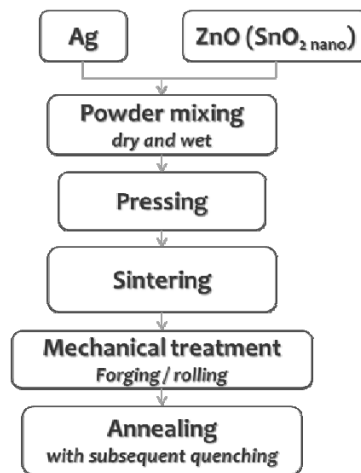 Ag
ZnO (SnO₂ nano)
Powder mixing
dry and wet
Pressing
Sintering
Mechanical treatment
Forging / rolling
Annealing
with subsequent quenching